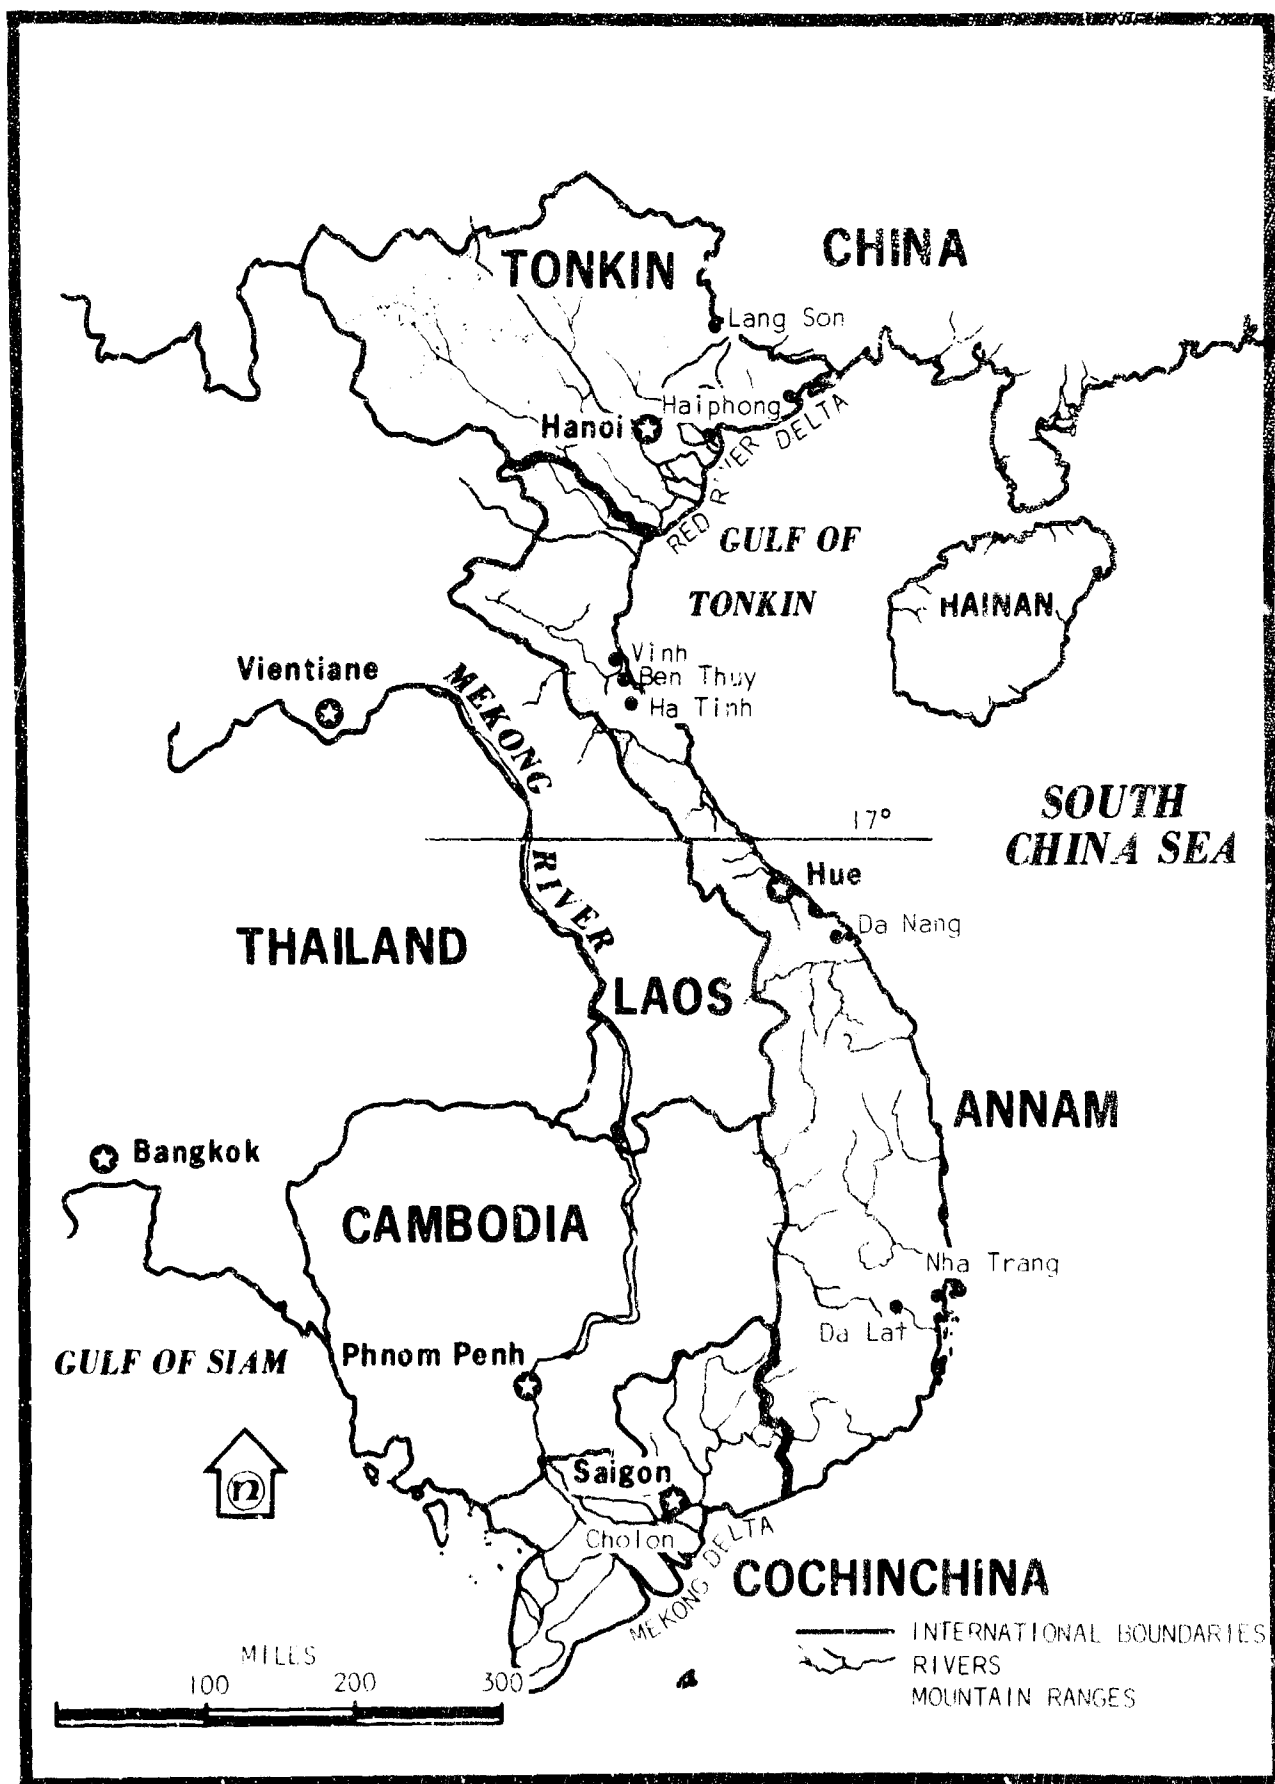 TONKIN
CHINA
Lang Son
Haiphong
Hanoi
RED RIVER DELTA
GULF OF
TONKIN
HAINAN
Vinh
Ben Thuy
Ha Tinh
Vientiane
MEKONG
RIVER
SOUTH
CHINA SEA
17°
Hue
Da Nang
THAILAND
LAOS
ANNAM
Bangkok
CAMBODIA
Nha Trang
Da Lat
GULF OF SIAM
Phnom Penh
n
Saigon
Cholon
MEKONG DELTA
COCHINCHINA
INTERNATIONAL BOUNDARIES
RIVERS
MOUNTAIN RANGES
MILES
100 200 300